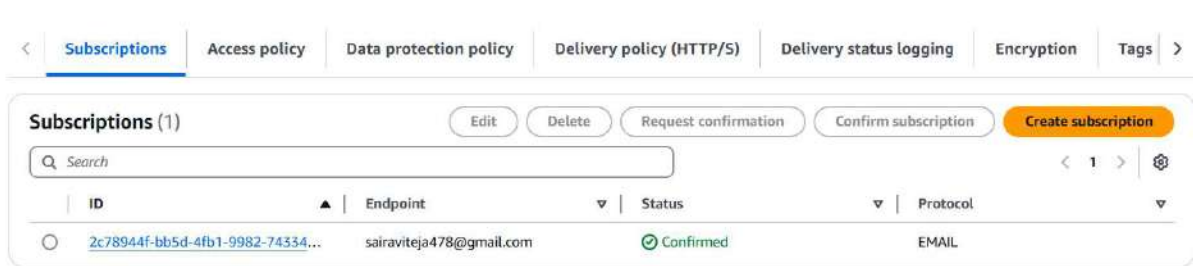 Subscriptions Access policy Data protection policy Delivery policy (HTTP/S) Delivery status logging Encryption Tags
Subscriptions (1) Edit Delete Request confirmation Confirm subscription Create subscription
Search 1
ID Endpoint Status Protocol
2c78944f-bb5d-4fb1-9982-74334... sairaviteja478@gmail.com Confirmed EMAIL